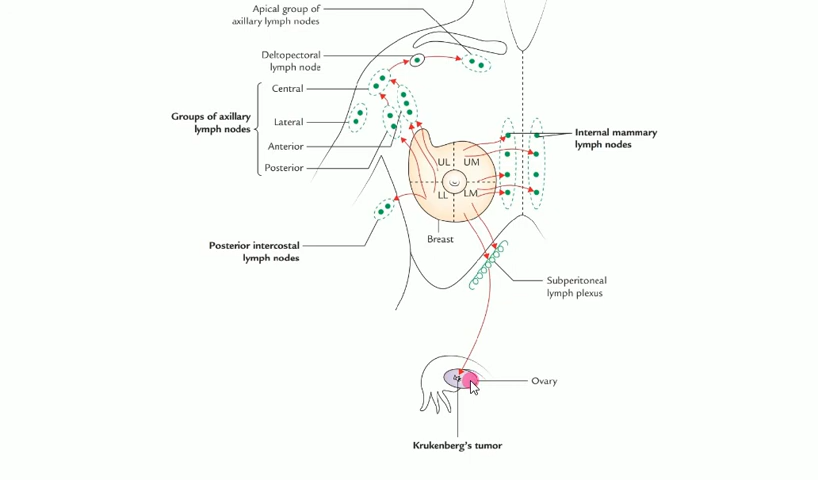 Apical group of
axillary lymph nodes
Deltopectoral
lymph node
Central
Groups of axillary
lymph nodes
Lateral
Anterior
Posterior
Internal mammary
lymph nodes
UL
UM
LL
LM
Posterior intercostal
lymph nodes
Breast
Subperitoneal
lymph plexus
Ovary
Krukenberg's tumor